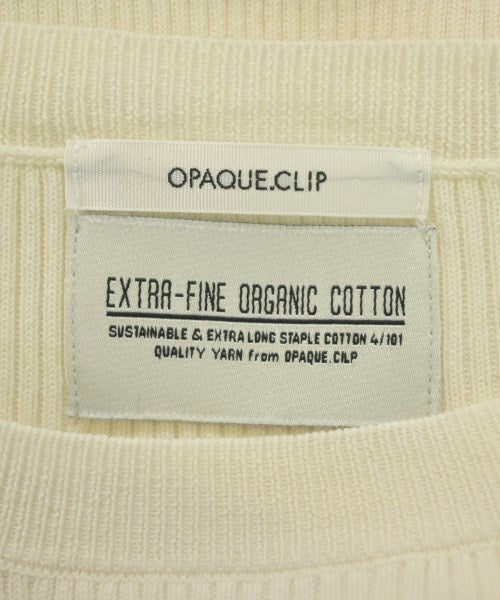 OPAQUE.CLIP
EXTRA-FINE ORGANIC COTTON
SUSTAINABLE & EXTRA LONG STAPLE COTTON 4/101
QUALITY YARN from OPAQUE.CILP